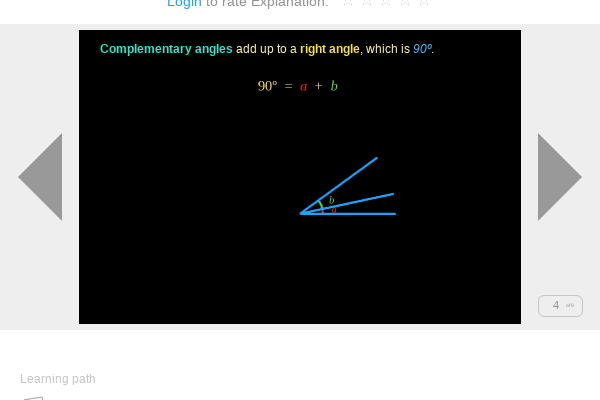 Login to rate Explanation:
Complementary angles add up to a right angle, which is 90º.
90° = a + b
b
a
4
Learning path